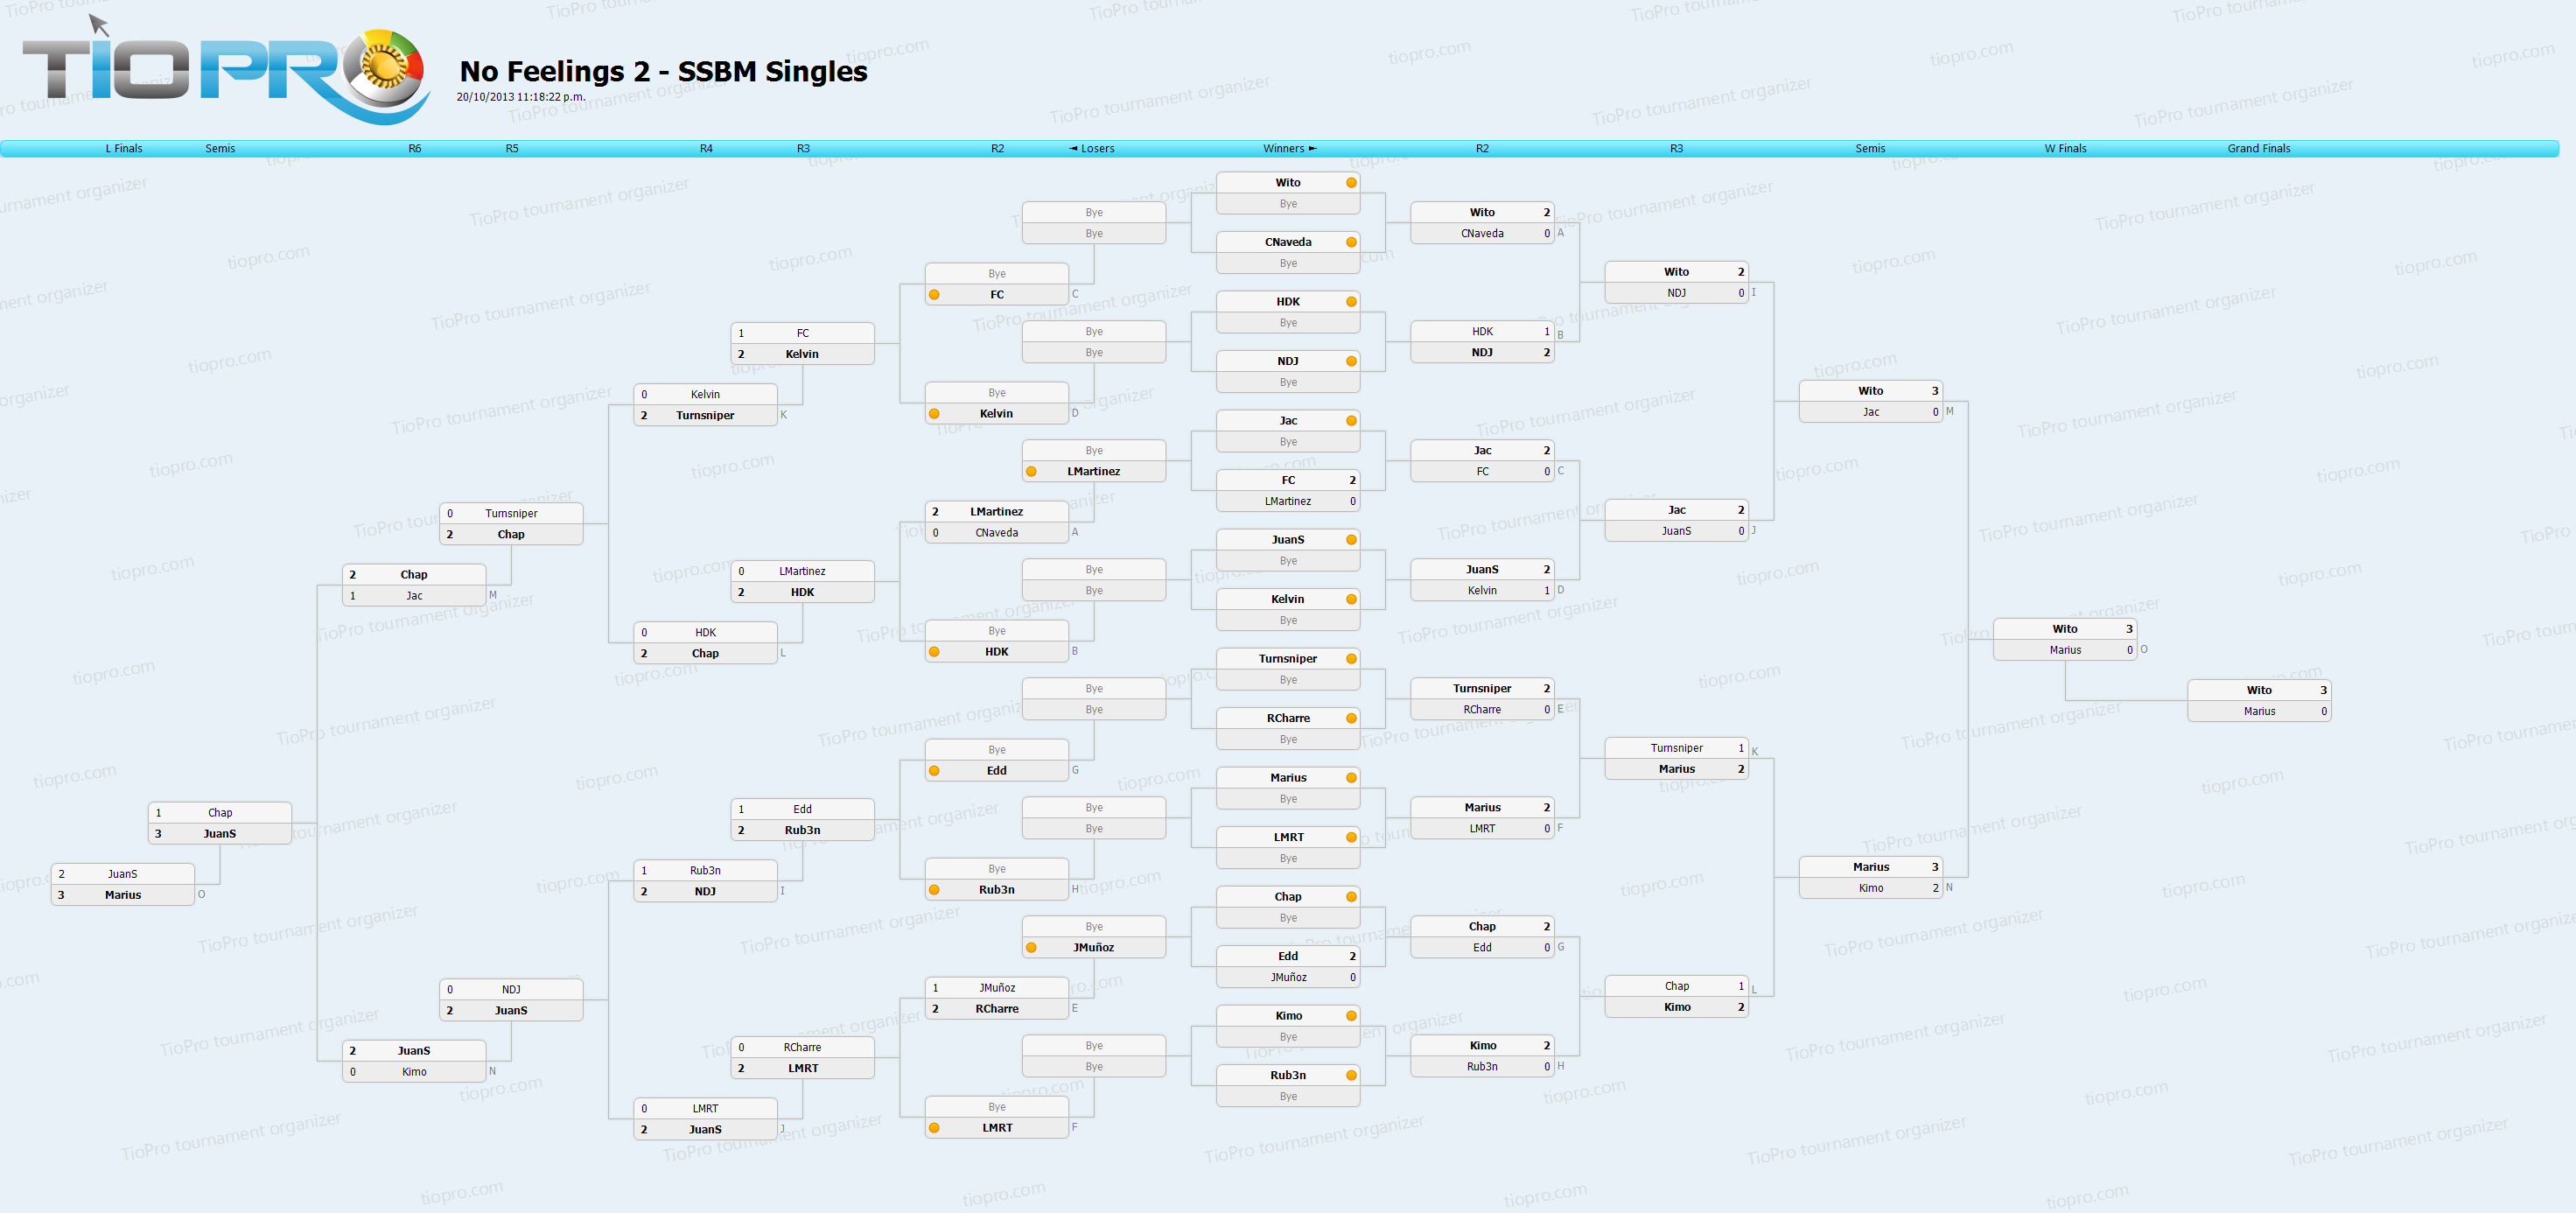 TIOPRO
No Feelings 2 - SSBM Singles
20/10/2013 11:18:22 p.m.
L Finals Semis R6 R5 R4 R3 R2 ◄ Losers Winners ► R2 R3 Semis W Finals Grand Finals
Bye
Bye
Bye
FC C
Bye
Bye
Bye
Kelvin D
Bye
LMartinez
2 LMartinez
0 CNaveda A
Bye
Bye
Bye
HDK B
Bye
Bye
Bye
Edd G
Bye
Bye
Bye
Rub3n H
Bye
JMuñoz
1 JMuñoz
2 RCharre E
Bye
Bye
Bye
LMRT F
1 FC
2 Kelvin
0 LMartinez
2 HDK
1 Edd
2 Rub3n
0 RCharre
2 LMRT
0 Kelvin
2 Turnsniper K
0 HDK
2 Chap L
1 Rub3n
2 NDJ I
0 LMRT
2 JuanS J
0 Turnsniper
2 Chap
0 NDJ
2 JuanS
2 Chap
1 Jac M
2 JuanS
0 Kimo N
1 Chap
3 JuanS
2 JuanS
3 Marius O
Wito
Bye
CNaveda
Bye
HDK
Bye
NDJ
Bye
Jac
Bye
FC 2
LMartinez 0
JuanS
Bye
Kelvin
Bye
Turnsniper
Bye
RCharre
Bye
Marius
Bye
LMRT
Bye
Chap
Bye
Edd 2
JMuñoz 0
Kimo
Bye
Rub3n
Bye
Wito 2
CNaveda 0 A
HDK 1 B
NDJ 2
Jac 2
FC 0 C
JuanS 2
Kelvin 1 D
Turnsniper 2
RCharre 0 E
Marius 2
LMRT 0 F
Chap 2
Edd 0 G
Kimo 2
Rub3n 0 H
Wito 2
NDJ 0 I
Jac 2
JuanS 0 J
Turnsniper 1 K
Marius 2
Chap 1 L
Kimo 2
Wito 3
Jac 0 M
Marius 3
Kimo 2 N
Wito 3
Marius 0 O
Wito 3
Marius 0
TioPro tournament organizer
tiopro.com